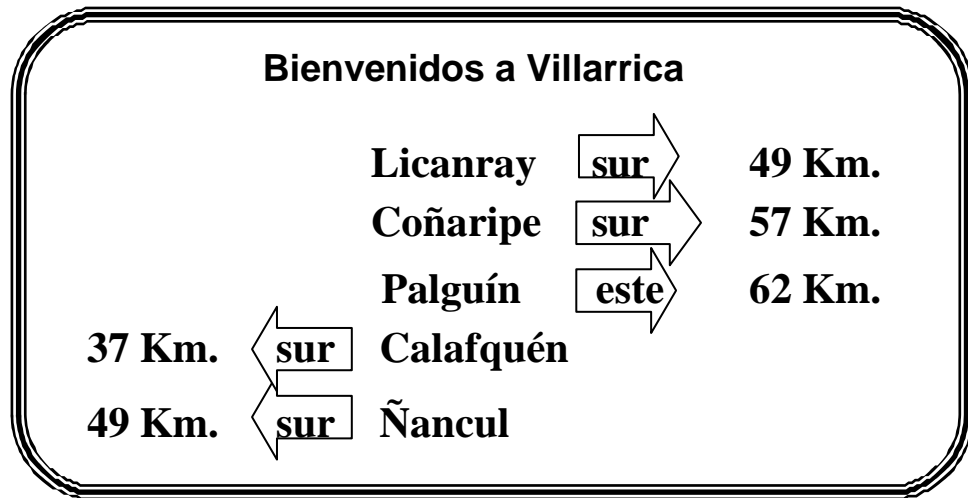 Bienvenidos a Villarrica
Licanray sur 49 Km.
Coñaripe sur 57 Km.
Palguín este 62 Km.
37 Km. sur Calafquén
49 Km. sur Ñancul